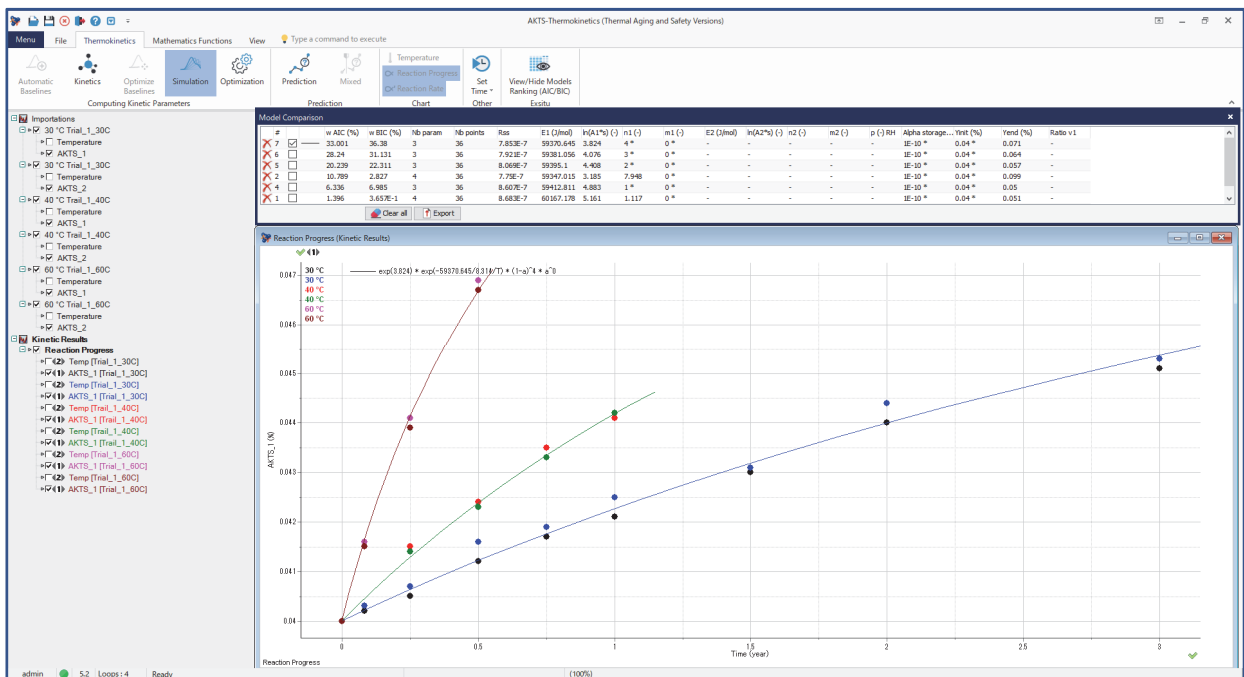 AKTS-Thermokinetics (Thermal Aging and Safety Versions)
Menu File Thermokinetics Mathematics Functions View Type a command to execute
Automatic Baselines
Kinetics
Optimize Baselines
Simulation
Optimization
Computing Kinetic Parameters
Prediction
Mixed
Prediction
Temperature
Reaction Progress
Reaction Rate
Chart
Set Time
Other
View/Hide Models Ranking (AIC/BIC)
Exsitu
Importations
30 °C Trial_1_30C
Temperature
AKTS_1
30 °C Trial_1_30C
Temperature
AKTS_2
40 °C Trial_1_40C
Temperature
AKTS_1
40 °C Trial_1_40C
Temperature
AKTS_2
60 °C Trial_1_60C
Temperature
AKTS_1
60 °C Trial_1_60C
Temperature
AKTS_2
Kinetic Results
Reaction Progress
(2) Temp [Trial_1_30C]
(1) AKTS_1 [Trial_1_30C]
(2) Temp [Trial_1_30C]
(1) AKTS_1 [Trial_1_30C]
(2) Temp [Trail_1_40C]
(1) AKTS_1 [Trail_1_40C]
(2) Temp [Trial_1_40C]
(1) AKTS_1 [Trial_1_40C]
(2) Temp [Trial_1_60C]
(1) AKTS_1 [Trial_1_60C]
(2) Temp [Trial_1_60C]
(1) AKTS_1 [Trial_1_60C]
Model Comparison
# w AIC (%) w BIC (%) Nb param Nb points Rss E1 (J/mol) ln(A1*s) (-) n1 (-) m1 (-) E2 (J/mol) ln(A2*s) (-) n2 (-) m2 (-) p (-) RH Alpha storage... Yinit (%) Yend (%) Ratio v1
7 33.001 36.38 3 36 7.853E-7 59370.645 3.824 4 * 0 * - - - - - 1E-10 * 0.04 * 0.071 -
6 28.24 31.131 3 36 7.921E-7 59381.056 4.076 3 * 0 * - - - - - 1E-10 * 0.04 * 0.064 -
5 20.239 22.311 3 36 8.069E-7 59395.1 4.408 2 * 0 * - - - - - 1E-10 * 0.04 * 0.057 -
2 10.789 2.827 4 36 7.75E-7 59347.015 3.185 7.948 0 * - - - - - 1E-10 * 0.04 * 0.099 -
4 6.336 6.985 3 36 8.607E-7 59412.811 4.883 1 * 0 * - - - - - 1E-10 * 0.04 * 0.05 -
1 1.396 3.657E-1 4 36 8.683E-7 60167.178 5.161 1.117 0 * - - - - - 1E-10 * 0.04 * 0.051 -
Clear all Export
Reaction Progress (Kinetic Results)
(1)
30 °C
30 °C
40 °C
40 °C
60 °C
60 °C
exp(3.824) * exp(-59370.645/8.314/T) * (1-a)^4 * a^0
0.047
0.046
0.045
0.044
0.043
0.042
0.041
0.04
AKTS_1 (%)
0 0.5 1 1.5 2 2.5 3
Time (year)
Reaction Progress
admin 5.2 Loops : 4 Ready (100%)